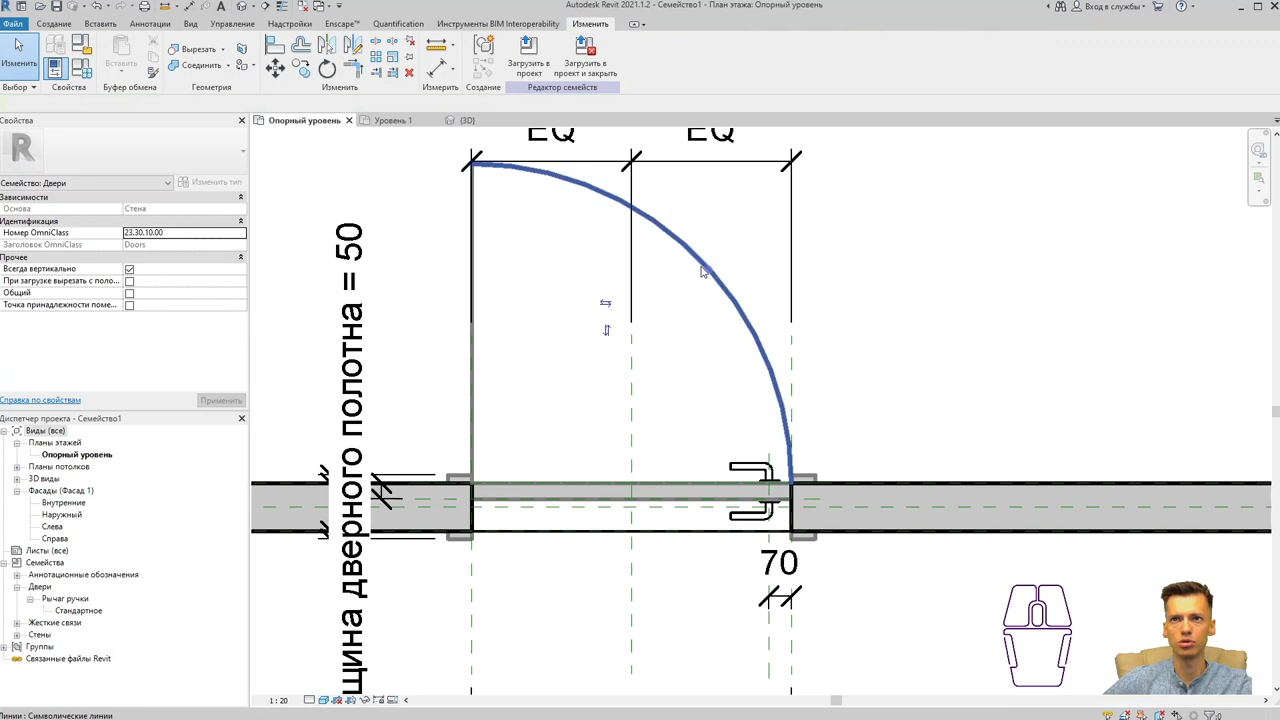 Autodesk Revit 2021.1.2 - Семейство1 - План этажа: Опорный уровень
Вход в службы
Файл Создание Вставить Аннотации Вид Управление Надстройки Enscape™ Quantification Инструменты BIM Interoperability Изменить
Изменить
Вставить
Вырезать
Соединить
Загрузить в проект
Загрузить в проект и закрыть
Выбор Свойства Буфер обмена Геометрия Изменить Измерить Создание Редактор семейств
Свойства
Опорный уровень Уровень 1 {3D}
Семейство: Двери
Изменить тип
Зависимости
Основа Стена
Идентификация
Номер OmniClass 23.30.10.00
Заголовок OmniClass Doors
Прочее
Всегда вертикально
При загрузке вырезать с поло...
Общий
Точка принадлежности поме...
Справка по свойствам
Применить
Диспетчер проекта - Семейство1
Виды (все)
Планы этажей
Опорный уровень
Планы потолков
3D виды
Фасады (Фасад 1)
Внутренние
Наружный
Слева
Справа
Листы (все)
Семейства
Аннотационные обозначения
Двери
Рычаг ручки
Стандартное
Жесткие связи
Стены
Группы
Связанные файлы Revit
EQ EQ
щина дверного полотна = 50
70
1 : 20
Линии : Символические линии
:0